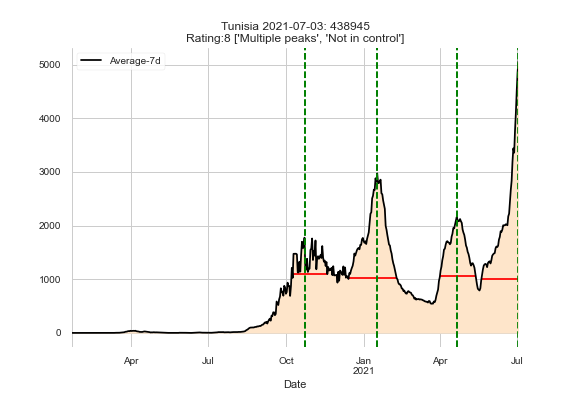 Tunisia 2021-07-03: 438945
Rating:8 ['Multiple peaks', 'Not in control']
Average-7d
5000
4000
3000
2000
1000
0
Apr
Jul
Oct
Jan
2021
Apr
Jul
Date